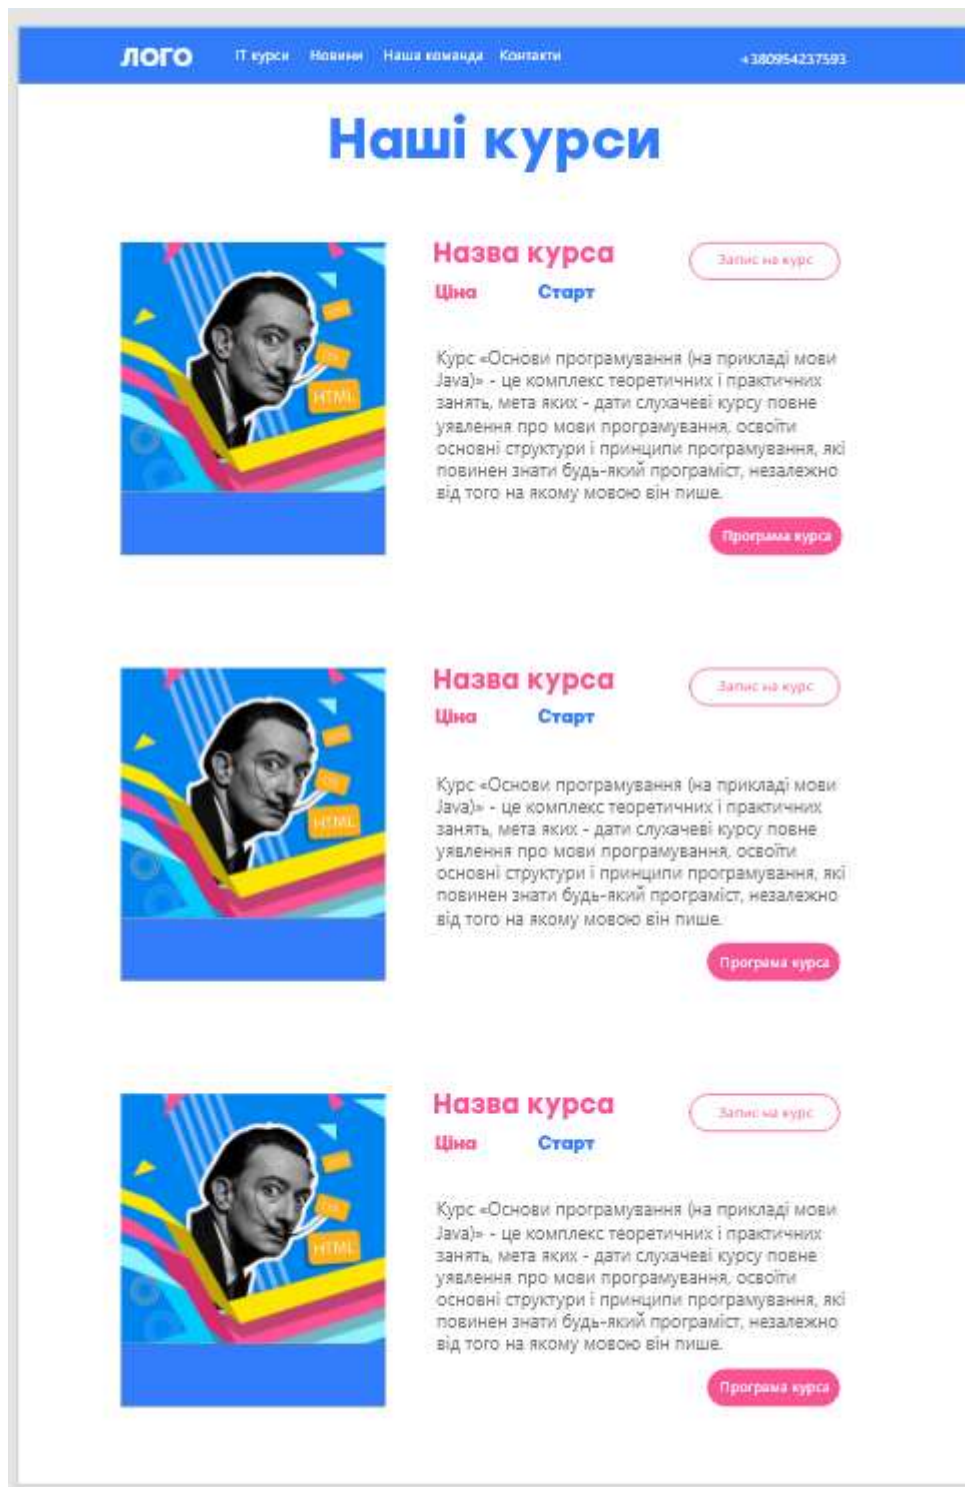 ЛОГО IT курси Новини Наша команда Контакти +380954237593
Наші курси
Назва курса Запис на курс
Ціна Старт
HTML
Курс «Основи програмування (на прикладі мови
Java)» - це комплекс теоретичних і практичних
занять, мета яких - дати слухачеві курсу повне
уявлення про мови програмування, освоїти
основні структури і принципи програмування, які
повинен знати будь-який програміст, незалежно
від того на якому мовою він пише.
Програма курса
Назва курса Запис на курс
Ціна Старт
HTML
Курс «Основи програмування (на прикладі мови
Java)» - це комплекс теоретичних і практичних
занять, мета яких - дати слухачеві курсу повне
уявлення про мови програмування, освоїти
основні структури і принципи програмування, які
повинен знати будь-який програміст, незалежно
від того на якому мовою він пише.
Програма курса
Назва курса Запис на курс
Ціна Старт
HTML
Курс «Основи програмування (на прикладі мови
Java)» - це комплекс теоретичних і практичних
занять, мета яких - дати слухачеві курсу повне
уявлення про мови програмування, освоїти
основні структури і принципи програмування, які
повинен знати будь-який програміст, незалежно
від того на якому мовою він пише.
Програма курса